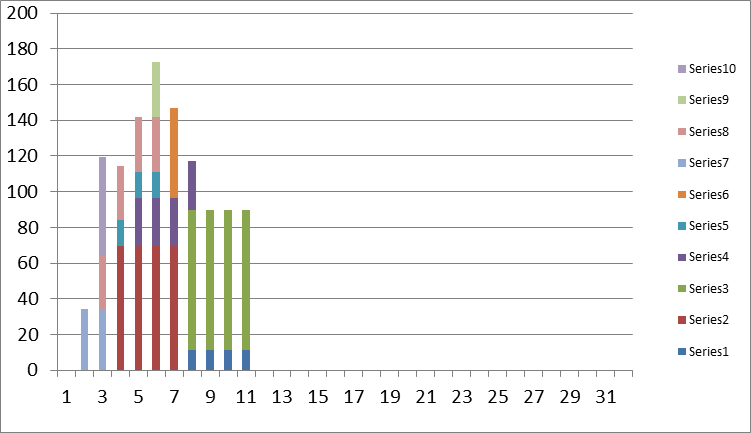 200
180
160
140
120
100
80
60
40
20
0
1 3 5 7 9 11 13 15 17 19 21 23 25 27 29 31
Series10
Series9
Series8
Series7
Series6
Series5
Series4
Series3
Series2
Series1